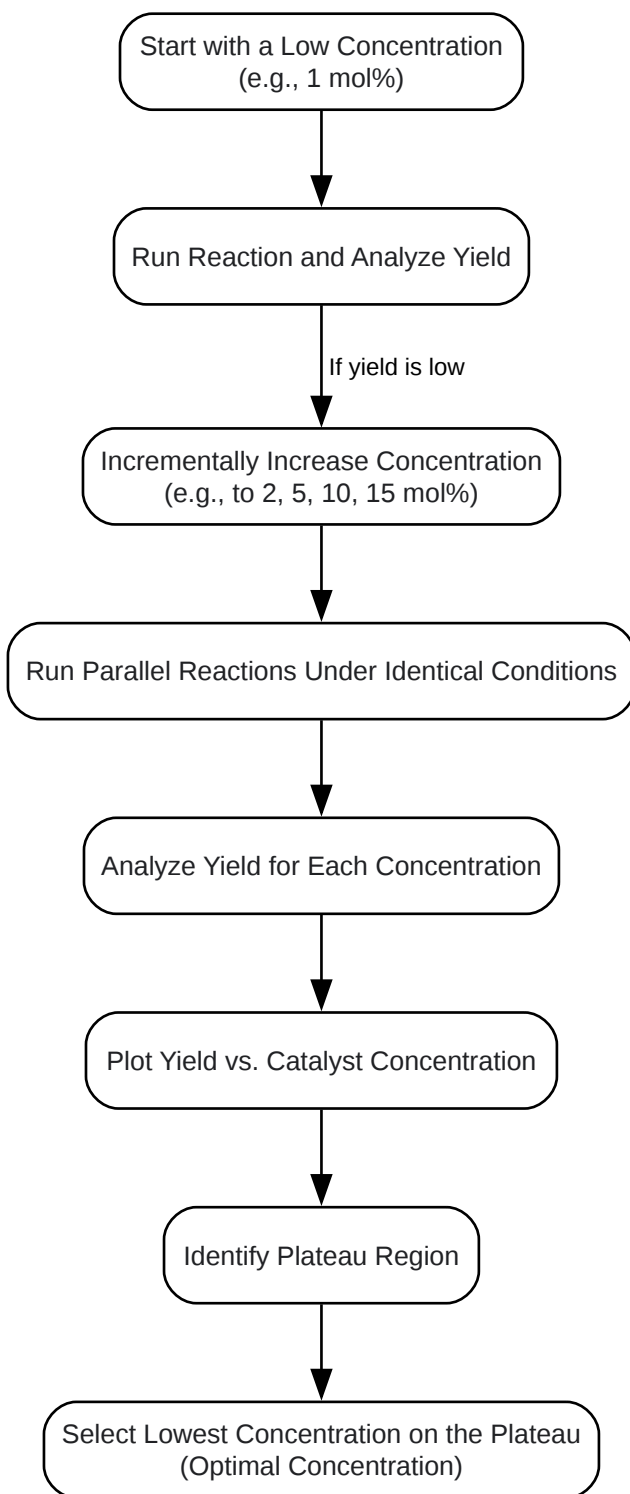 Start with a Low Concentration
(e.g., 1 mol%)
Run Reaction and Analyze Yield
If yield is low
Incrementally Increase Concentration
(e.g., to 2, 5, 10, 15 mol%)
Run Parallel Reactions Under Identical Conditions
Analyze Yield for Each Concentration
Plot Yield vs. Catalyst Concentration
Identify Plateau Region
Select Lowest Concentration on the Plateau
(Optimal Concentration)